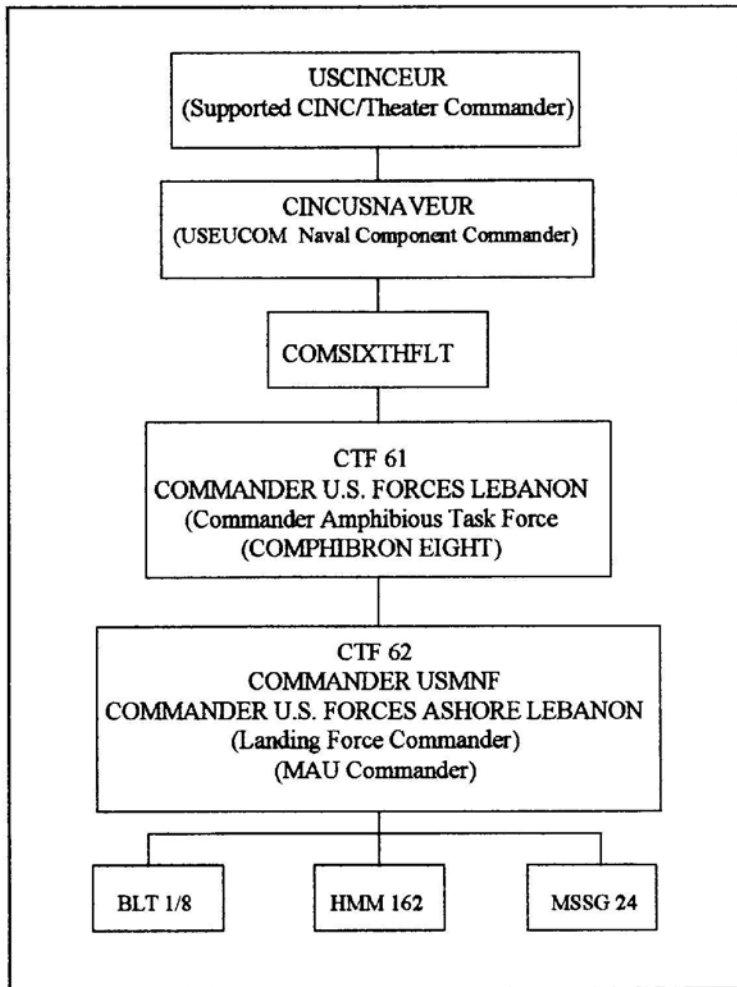 USCINCEUR
(Supported CINC/Theater Commander)
CINCUSNAVEUR
(USEUCOM Naval Component Commander)
COMSIXTHFLT
CTF 61
COMMANDER U.S. FORCES LEBANON
(Commander Amphibious Task Force
(COMPHIBRON EIGHT)
CTF 62
COMMANDER USMNF
COMMANDER U.S. FORCES ASHORE LEBANON
(Landing Force Commander)
(MAU Commander)
BLT 1/8 HMM 162 MSSG 24